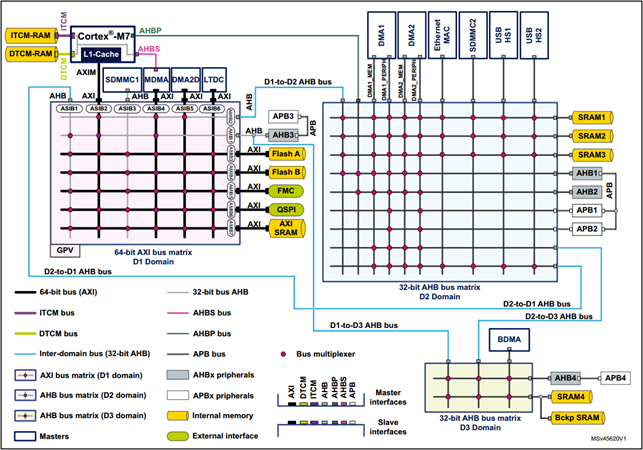 ITCM-RAM
DTCM-RAM
ITCM
DTCM
Cortex®-M7
L1-Cache
AHBP
AHBS
AXIM
SDMMC1
MDMA
DMA2D
LTDC
DMA1
DMA2
Ethernet
MAC
SDMMC2
USB
HS1
USB
HS2
DMA1_MEM
DMA1_PERIPH
DMA2_MEM
DMA2_PERIPH
D1-to-D2 AHB bus
AHB
AXI
AHB
AXI
AXI
AXI
ASIB1
ASIB2
ASIB3
ASIB4
ASIB5
ASIB6
AHB
AHB
APB3
AHB3
APB
AXI
Flash A
AXI
Flash B
AXI
FMC
AXI
QSPI
AXI
AXI
SRAM
GPV
64-bit AXI bus matrix
D1 Domain
SRAM1
SRAM2
SRAM3
AHB1
AHB2
APB
APB1
APB2
32-bit AHB bus matrix
D2 Domain
D2-to-D1 AHB bus
D2-to-D1 AHB bus
D2-to-D3 AHB bus
D1-to-D3 AHB bus
BDMA
AHB4
APB4
SRAM4
Bckp SRAM
32-bit AHB bus matrix
D3 Domain
64-bit bus (AXI)
32-bit bus AHB
ITCM bus
AHBS bus
DTCM bus
AHBP bus
Inter-domain bus (32-bit AHB)
APB bus
Bus multiplexer
AXI bus matrix (D1 domain)
AHBx pripherals
AHB bus matrix (D2 domain)
APBx pripherals
AHB bus matrix (D3 domain)
Internal memory
Masters
External interface
AXI
DTCM
ITCM
AHB
AHBP
AHBS
APB
Master
interfaces
Slave
interfaces
MSv45620V1